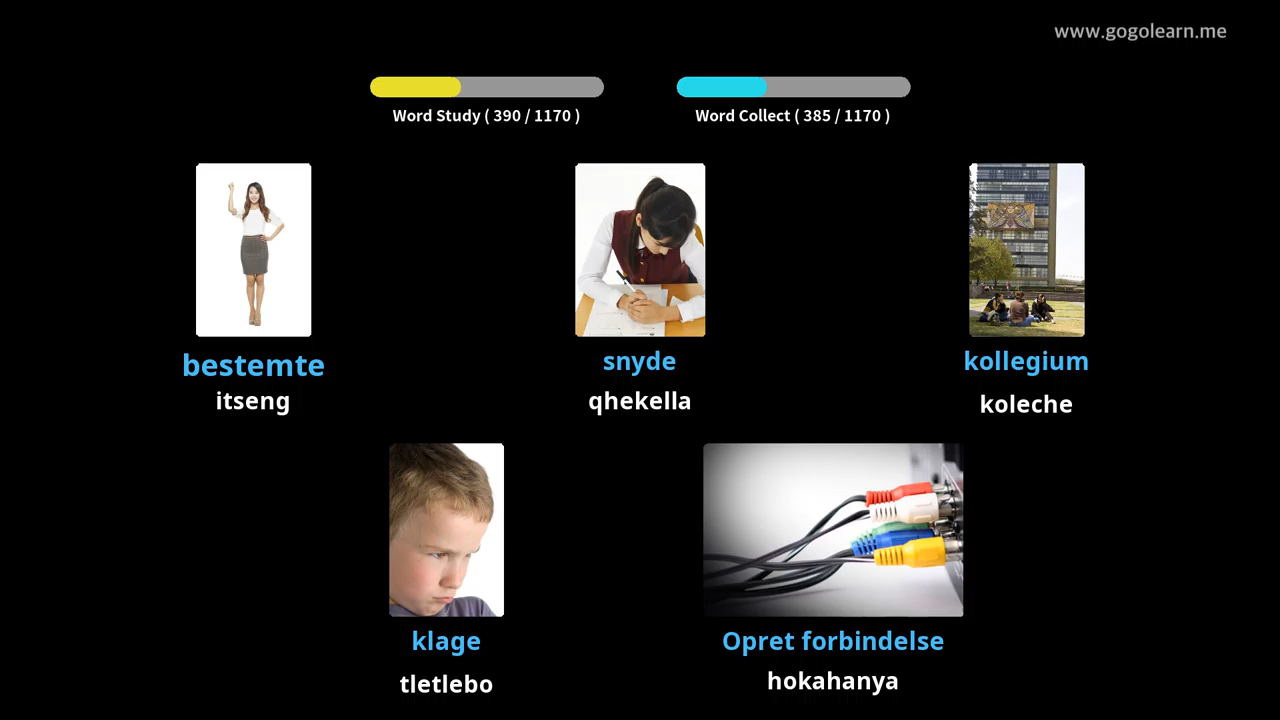 www.gogolearn.me
Word Study ( 390 / 1170 )
Word Collect ( 385 / 1170 )
bestemte
itseng
snyde
qhekella
kollegium
koleche
klage
tletlebo
Opret forbindelse
hokahanya